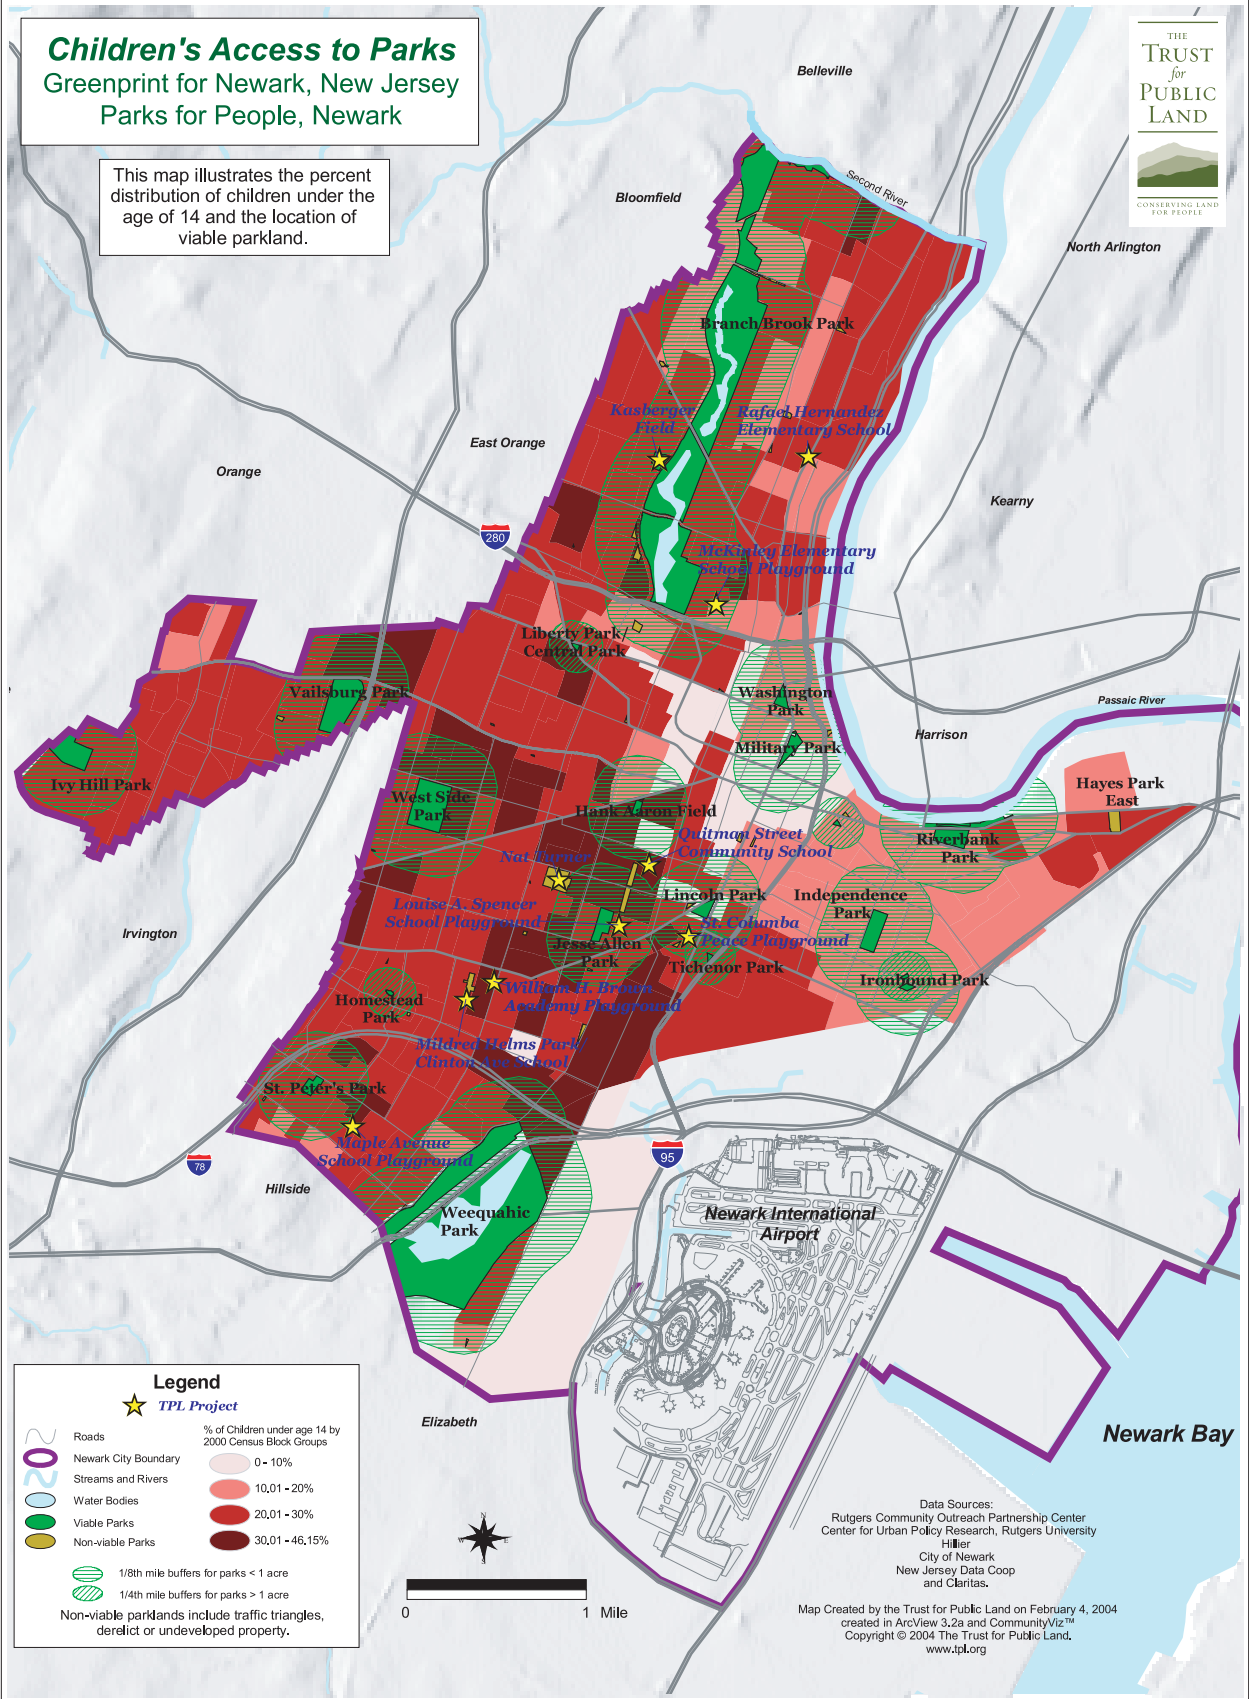 Children's Access to Parks
Greenprint for Newark, New Jersey
Parks for People, Newark
This map illustrates the percent
distribution of children under the
age of 14 and the location of
viable parkland.
THE
TRUST
for
PUBLIC
LAND
CONSERVING LAND
FOR PEOPLE
Belleville
Second River
Bloomfield
North Arlington
Branch Brook Park
Kasberger
Field
Rafael Hernandez
Elementary School
East Orange
Orange
Kearny
280
McKinley Elementary
School Playground
Liberty Park/
Central Park
Vailsburg Park
Washington
Park
Passaic River
Harrison
Military Park
Ivy Hill Park
Hayes Park
East
West Side
Park
Hank Aaron Field
Quitman Street
Community School
Riverbank
Park
Nat Turner
Lincoln Park
Independence
Park
Louise A. Spencer
School Playground
St. Columba
Peace Playground
Irvington
Jesse Allen
Park
Tichenor Park
Ironbound Park
William H. Brown
Academy Playground
Homestead
Park
Mildred Helms Park/
Clinton Ave School
St. Peter's Park
Maple Avenue
School Playground
78
95
Hillside
Weequahic
Park
Newark International
Airport
Elizabeth
Newark Bay
Legend
TPL Project
Roads
Newark City Boundary
Streams and Rivers
Water Bodies
Viable Parks
Non-viable Parks
% of Children under age 14 by
2000 Census Block Groups
0 - 10%
10.01 - 20%
20.01 - 30%
30.01 - 46.15%
1/8th mile buffers for parks < 1 acre
1/4th mile buffers for parks > 1 acre
Non-viable parklands include traffic triangles,
derelict or undeveloped property.
N
W E
S
0 1 Mile
Data Sources:
Rutgers Community Outreach Partnership Center
Center for Urban Policy Research, Rutgers University
Hillier
City of Newark
New Jersey Data Coop
and Claritas.
Map Created by the Trust for Public Land on February 4, 2004
created in ArcView 3.2a and CommunityViz™
Copyright © 2004 The Trust for Public Land.
www.tpl.org